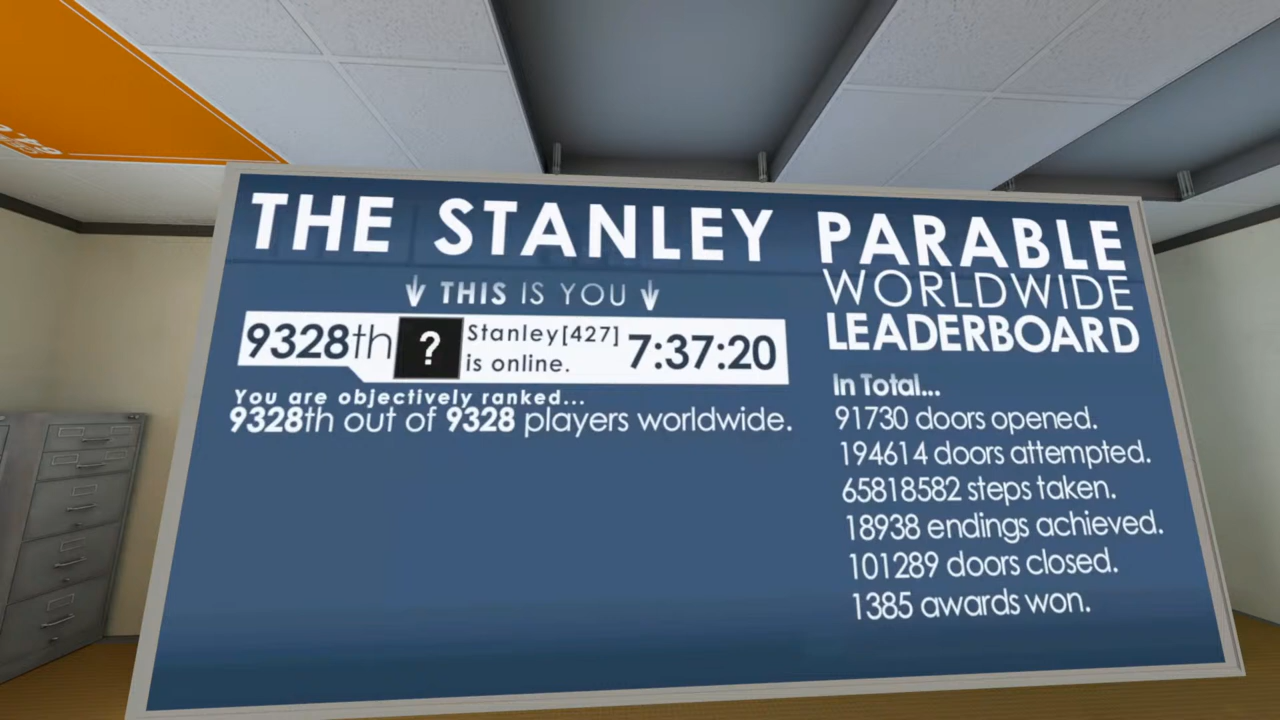 THE STANLEY PARABLE
WORLDWIDE
LEADERBOARD
THIS IS YOU
9328th
?
Stanley[427]
is online.
7:37:20
You are objectively ranked...
9328th out of 9328 players worldwide.
In Total...
91730 doors opened.
194614 doors attempted.
65818582 steps taken.
18938 endings achieved.
101289 doors closed.
1385 awards won.